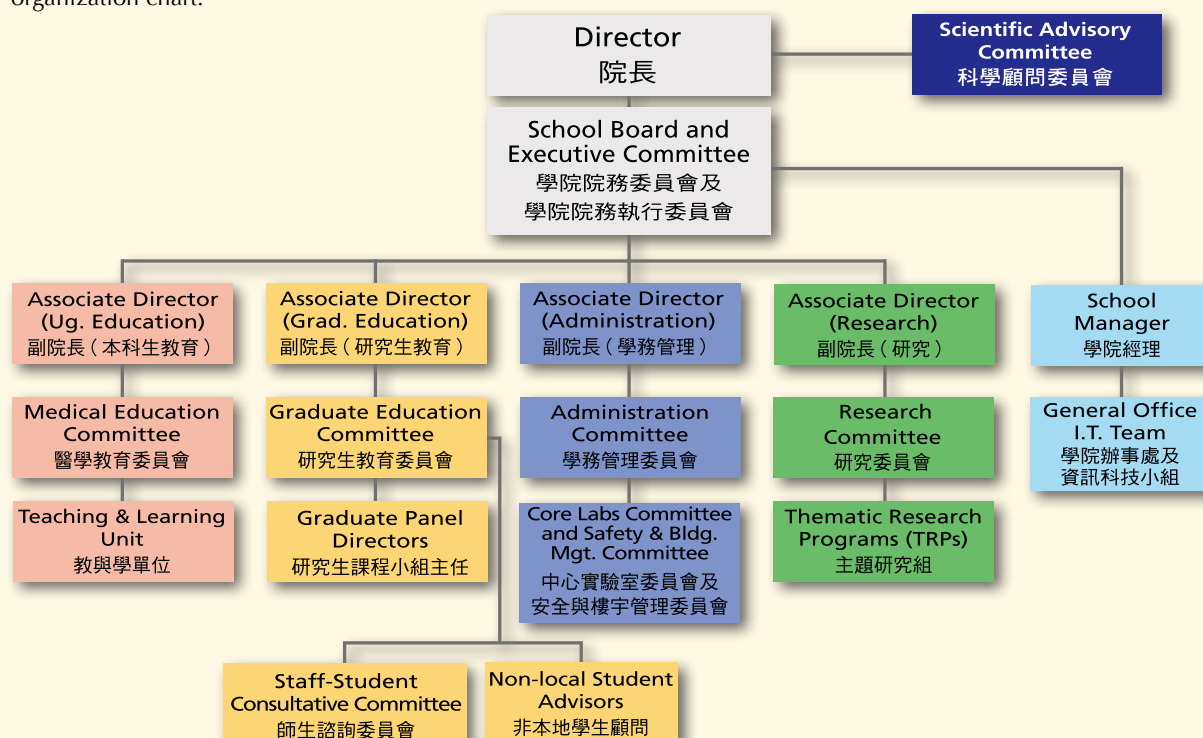 organization chart.
Director
院長
Scientific Advisory
Committee
科學顧問委員會
School Board and
Executive Committee
學院院務委員會及
學院院務執行委員會
Associate Director
(Ug. Education)
副院長（本科生教育）
Associate Director
(Grad. Education)
副院長（研究生教育）
Associate Director
(Administration)
副院長（學務管理）
Associate Director
(Research)
副院長（研究）
School
Manager
學院經理
Medical Education
Committee
醫學教育委員會
Graduate Education
Committee
研究生教育委員會
Administration
Committee
學務管理委員會
Research
Committee
研究委員會
General Office
I.T. Team
學院辦事處及
資訊科技小組
Teaching & Learning
Unit
教與學單位
Graduate Panel
Directors
研究生課程小組主任
Core Labs Committee
and Safety & Bldg.
Mgt. Committee
中心實驗室委員會及
安全與樓宇管理委員會
Thematic Research
Programs (TRPs)
主題研究組
Staff-Student
Consultative Committee
師生諮詢委員會
Non-local Student
Advisors
非本地學生顧問